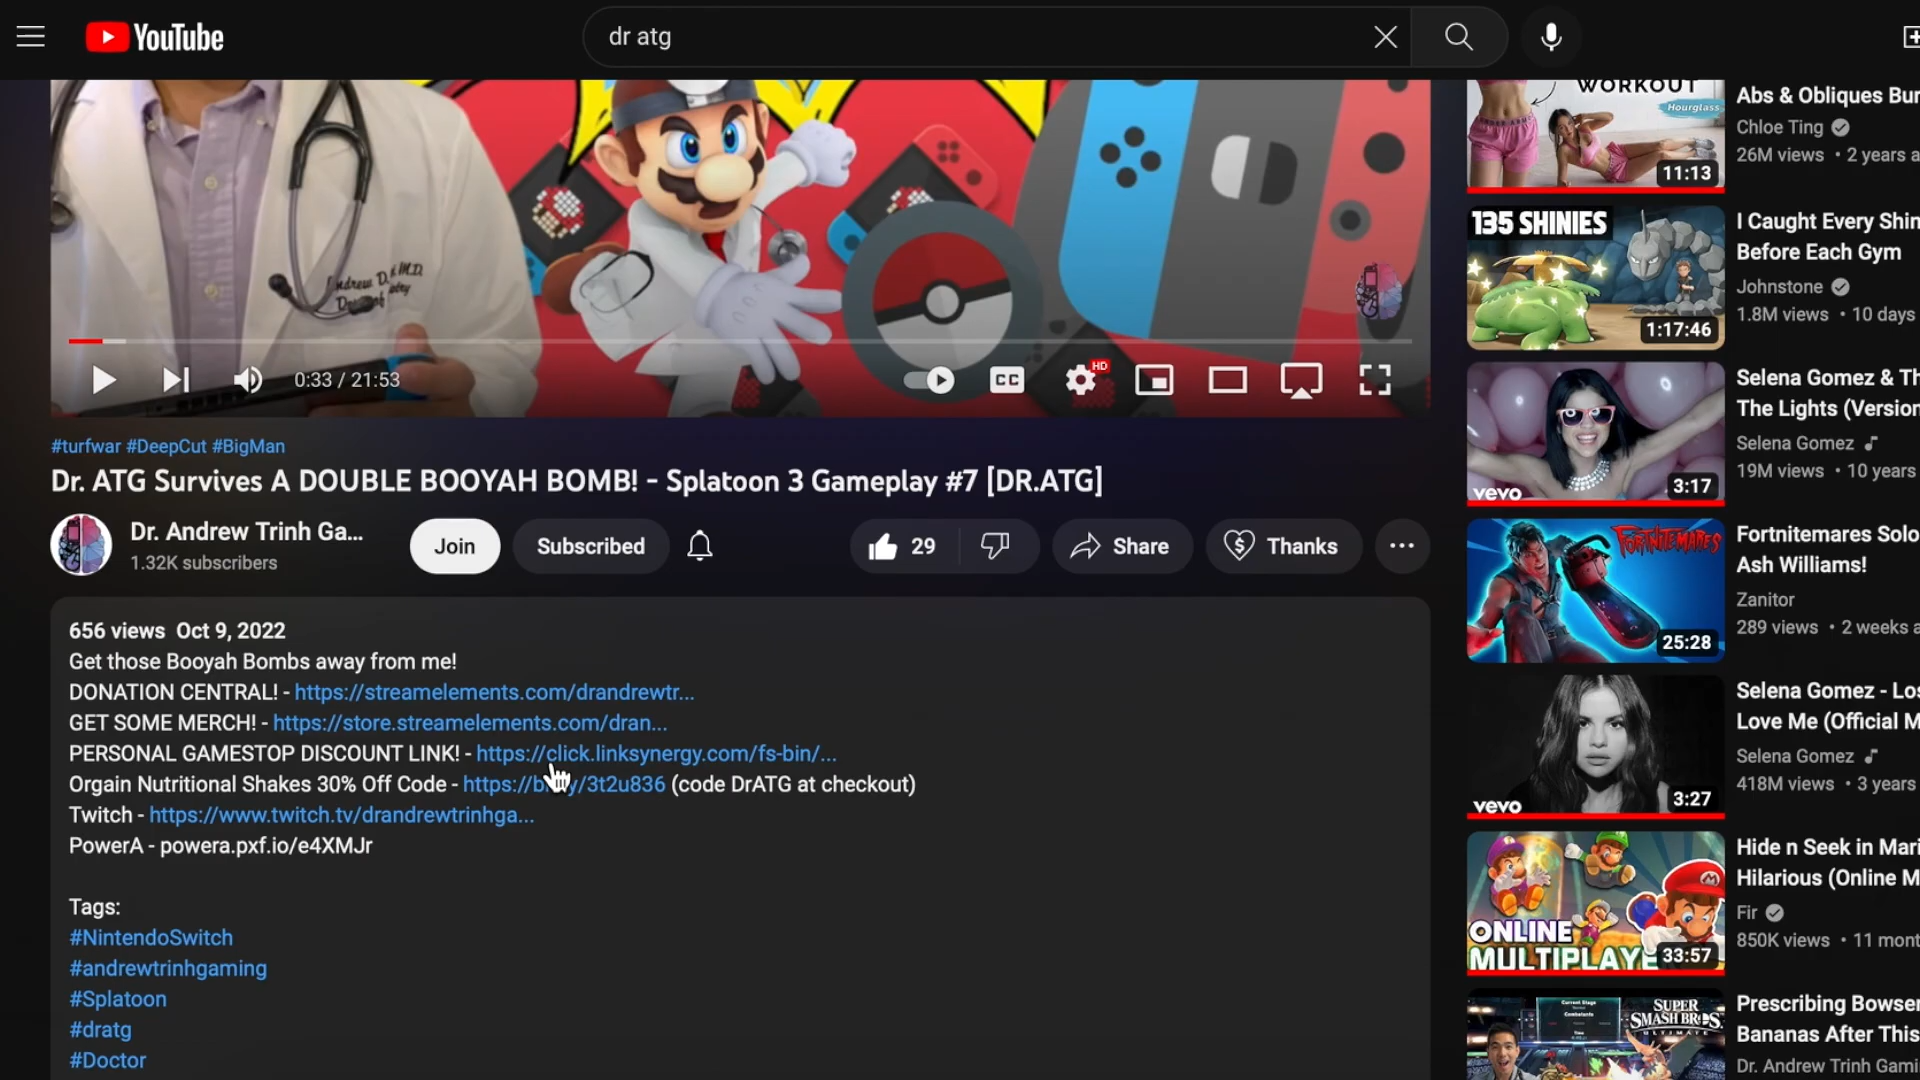 YouTube
dr atg
Andrew D. M.D.
0:33 / 21:53
CC
HD
#turfwar #DeepCut #BigMan
Dr. ATG Survives A DOUBLE BOOYAH BOMB! - Splatoon 3 Gameplay #7 [DR.ATG]
Dr. Andrew Trinh Ga...
1.32K subscribers
Join
Subscribed
29
Share
Thanks
656 views Oct 9, 2022
Get those Booyah Bombs away from me!
DONATION CENTRAL! - https://streamelements.com/drandrewtr...
GET SOME MERCH! - https://store.streamelements.com/dran...
PERSONAL GAMESTOP DISCOUNT LINK! - https://click.linksynergy.com/fs-bin/...
Orgain Nutritional Shakes 30% Off Code - https://b y/3t2u836 (code DrATG at checkout)
Twitch - https://www.twitch.tv/drandrewtrinhga...
PowerA - powera.pxf.io/e4XMJr
Tags:
#NintendoSwitch
#andrewtrinhgaming
#Splatoon
#dratg
#Doctor
WORKOUT
Hourglass
11:13
Abs & Obliques Bur
Chloe Ting
26M views • 2 years a
135 SHINIES
1:17:46
I Caught Every Shin
Before Each Gym
Johnstone
1.8M views • 10 days
vevo
3:17
Selena Gomez & Th
The Lights (Version
Selena Gomez
19M views • 10 years
FORTNITEMARES
25:28
Fortnitemares Solo
Ash Williams!
Zanitor
289 views • 2 weeks a
vevo
3:27
Selena Gomez - Los
Love Me (Official M
Selena Gomez
418M views • 3 years
ONLINE
MULTIPLAYE
33:57
Hide n Seek in Mari
Hilarious (Online M
Fir
850K views • 11 mont
SUPER
SMASH BROS.
ULTIMATE
Prescribing Bowser
Bananas After This
Dr. Andrew Trinh Gami